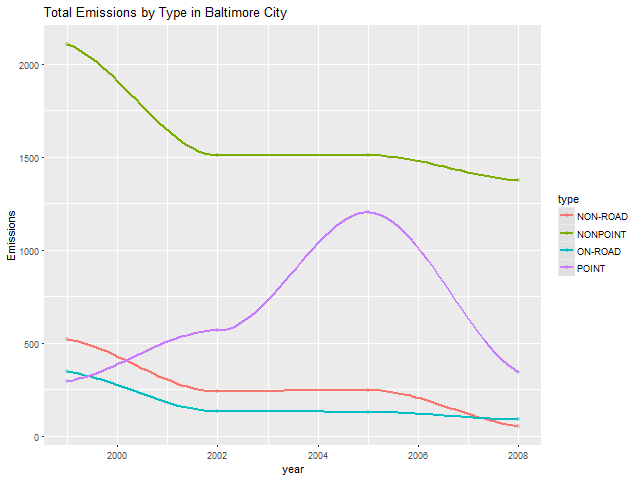 Total Emissions by Type in Baltimore City
Emissions
2000
1500
1000
500
0
2000
2002
2004
2006
2008
year
type
NON-ROAD
NONPOINT
ON-ROAD
POINT